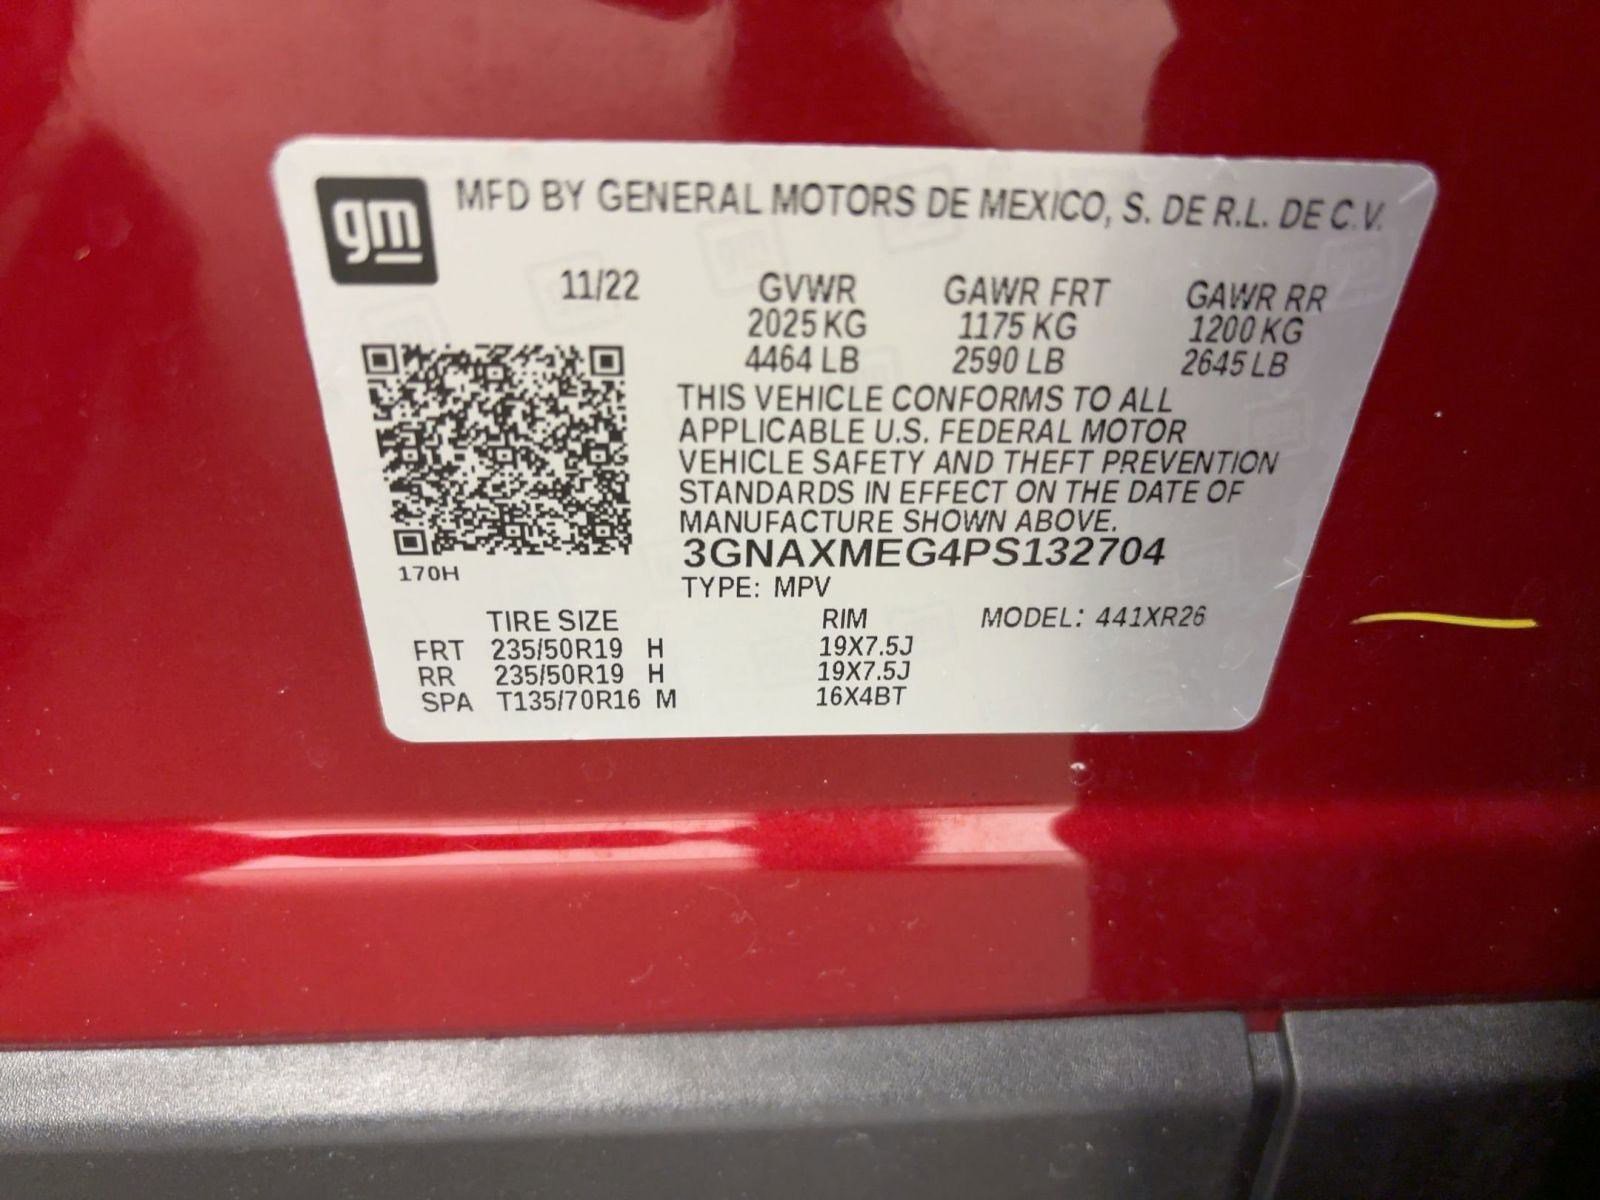 gm MFD BY GENERAL MOTORS DE MEXICO, S. DE R.L. DE C.V.
11/22 GVWR GAWR FRT GAWR RR
2025 KG 1175 KG 1200 KG
4464 LB 2590 LB 2645 LB
THIS VEHICLE CONFORMS TO ALL
APPLICABLE U.S. FEDERAL MOTOR
VEHICLE SAFETY AND THEFT PREVENTION
STANDARDS IN EFFECT ON THE DATE OF
MANUFACTURE SHOWN ABOVE.
3GNAXMEG4PS132704
170H
TYPE: MPV
TIRE SIZE RIM MODEL: 441XR26
FRT 235/50R19 H 19X7.5J
RR 235/50R19 H 19X7.5J
SPA T135/70R16 M 16X4BT